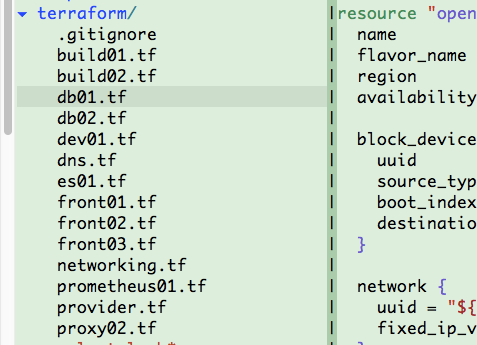 terraform/
.gitignore
build01.tf
build02.tf
db01.tf
db02.tf
dev01.tf
dns.tf
es01.tf
front01.tf
front02.tf
front03.tf
networking.tf
prometheus01.tf
provider.tf
proxy02.tf
resource "open
name
flavor_name
region
availability
block_device
uuid
source_typ
boot_index
destinatio
}
network {
uuid = "${
fixed_ip_v